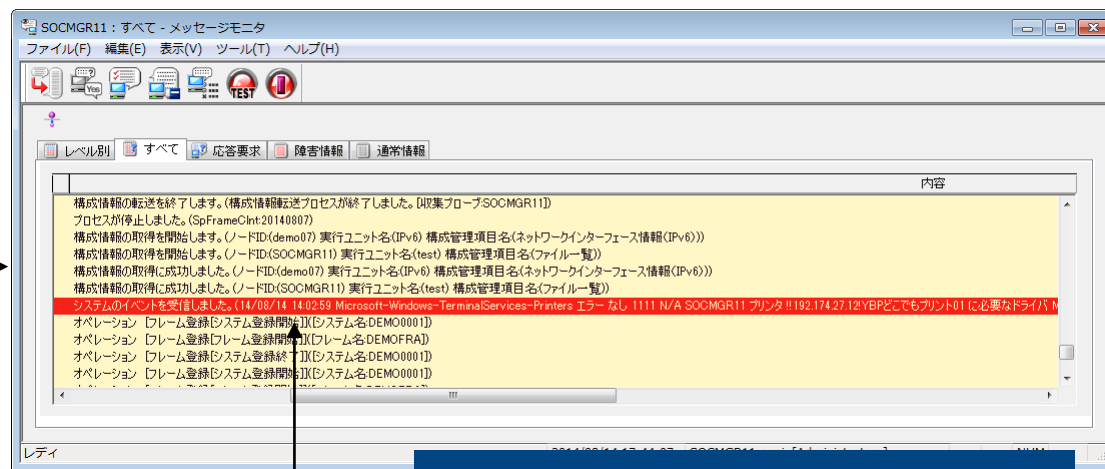 SOCMGR11 : すべて - メッセージモニタ
ファイル(F) 編集(E) 表示(V) ツール(T) ヘルプ(H)
Yes TEST
レベル別 すべて 応答要求 障害情報 通常情報
内容
構成情報の転送を終了します。(構成情報転送プロセスが終了しました。[収集プローブ:SOCMGR11])
プロセスが停止しました。(SpFrameClnt:20140807)
構成情報の取得を開始します。(ノードID:(demo07) 実行ユニット名:(IPv6) 構成管理項目名:(ネットワークインターフェース情報(IPv6)))
構成情報の取得を開始します。(ノードID:(SOCMGR11) 実行ユニット名:(test) 構成管理項目名:(ファイル一覧))
構成情報の取得に成功しました。(ノードID:(demo07) 実行ユニット名:(IPv6) 構成管理項目名:(ネットワークインターフェース情報(IPv6)))
構成情報の取得に成功しました。(ノードID:(SOCMGR11) 実行ユニット名:(test) 構成管理項目名:(ファイル一覧))
システムのイベントを受信しました。(14/08/14 14:02:59 Microsoft-Windows-TerminalServices-Printers エラー なし 1111 N/A SOCMGR11 プリンタ !!192.174.27.12!YBPどこでもプリント01 に必要なドライバ M
オペレーション [フレーム登録[システム登録開始]]([システム名:DEMO0001])
オペレーション [フレーム登録[フレーム登録開始]]([フレーム名:DEMOFRA])
オペレーション [フレーム登録[システム登録終了]]([システム名:DEMO0001])
オペレーション [フレーム登録[システム登録開始]]([システム名:DEMO0001])
レディ